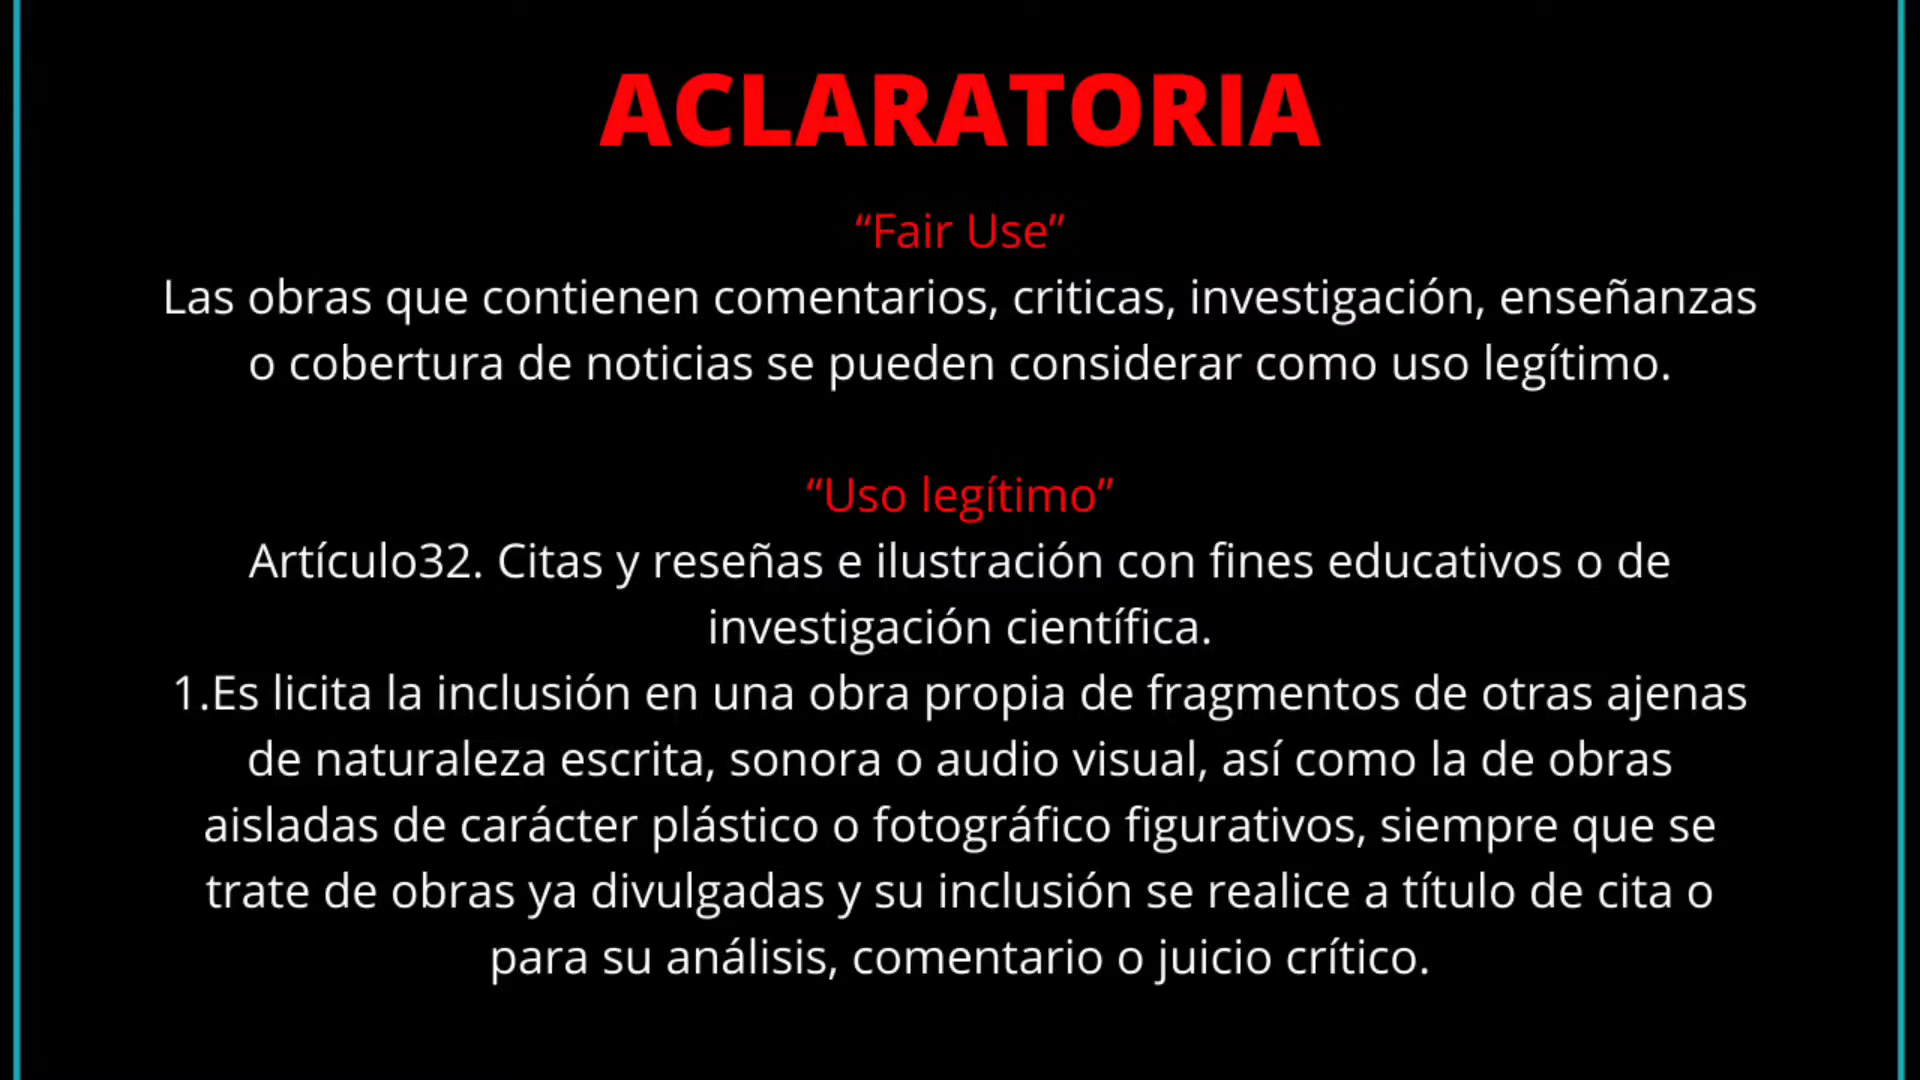 ACLARATORIA
“Fair Use”
Las obras que contienen comentarios, criticas, investigación, enseñanzas
o cobertura de noticias se pueden considerar como uso legítimo.
“Uso legítimo”
Artículo32. Citas y reseñas e ilustración con fines educativos o de
investigación científica.
1.Es licita la inclusión en una obra propia de fragmentos de otras ajenas
de naturaleza escrita, sonora o audio visual, así como la de obras
aisladas de carácter plástico o fotográfico figurativos, siempre que se
trate de obras ya divulgadas y su inclusión se realice a título de cita o
para su análisis, comentario o juicio crítico.